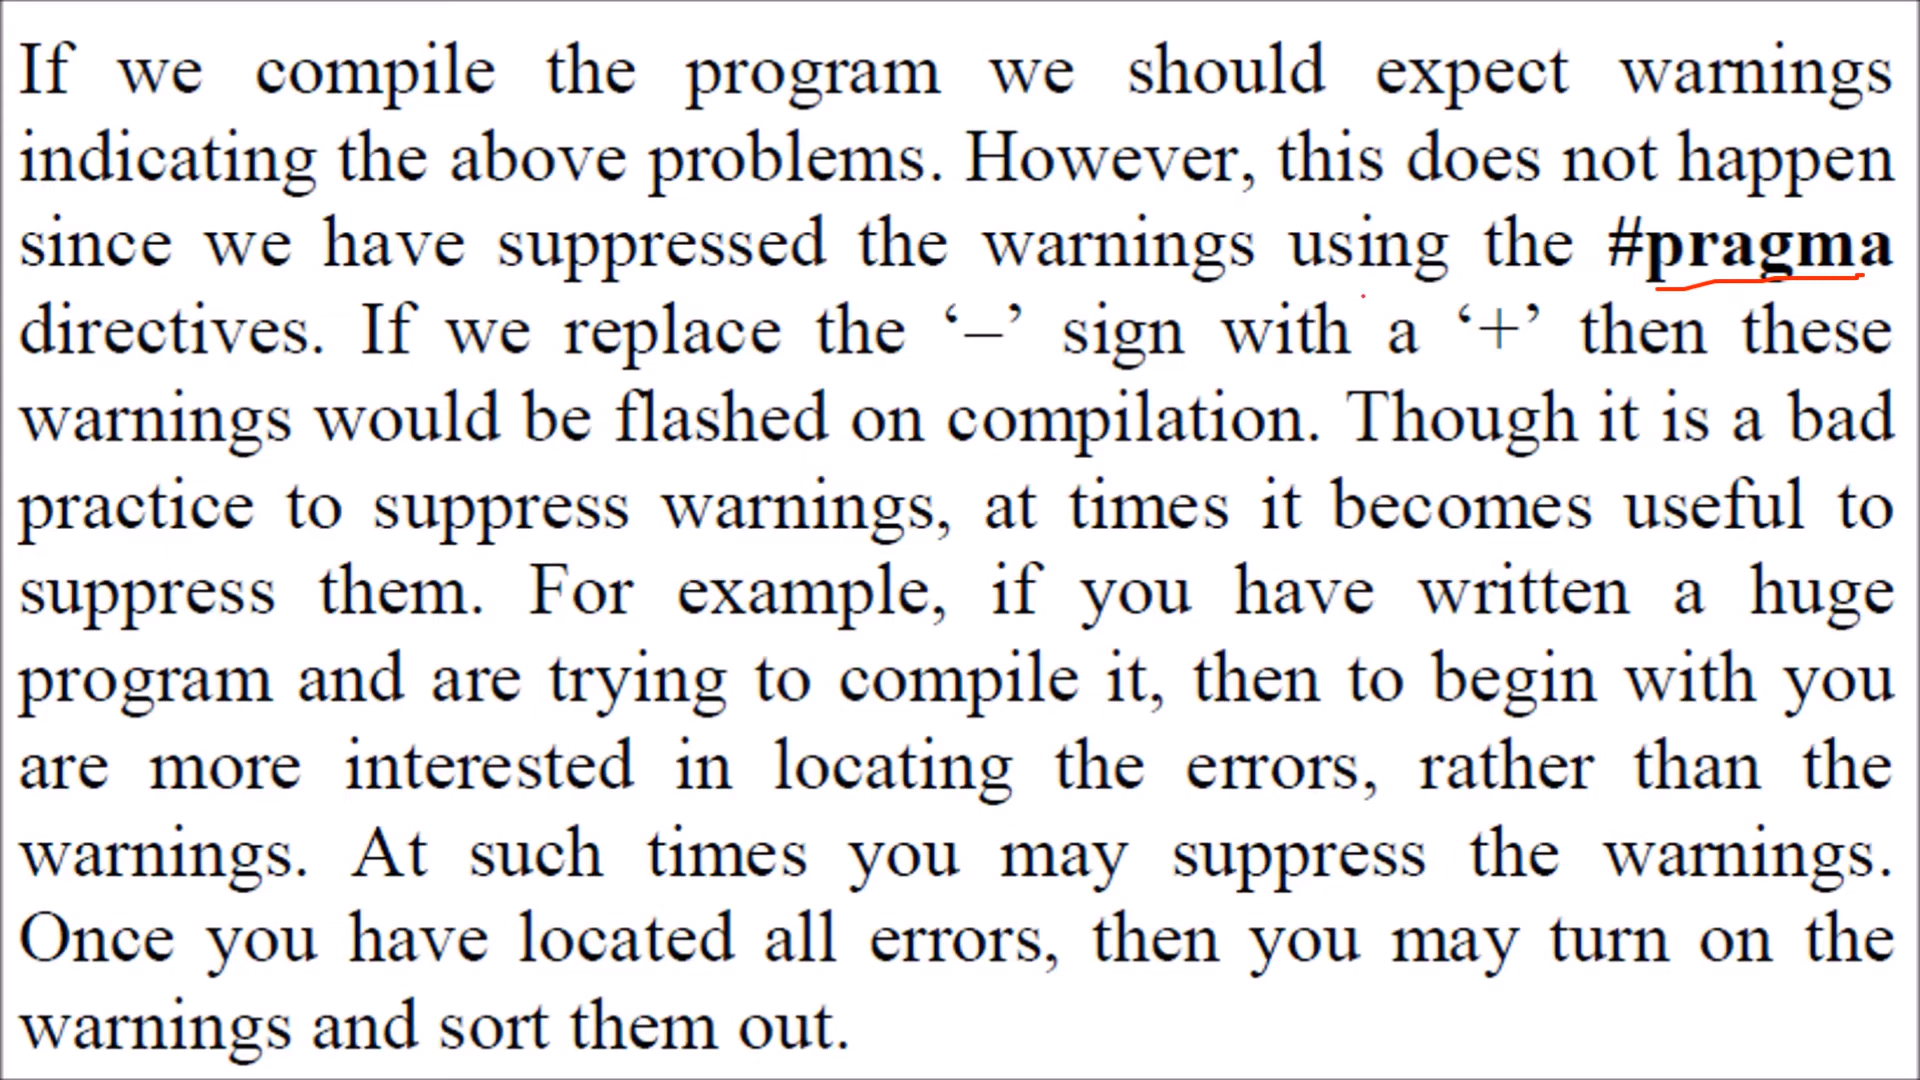 If we compile the program we should expect warnings
indicating the above problems. However, this does not happen
since we have suppressed the warnings using the #pragma
directives. If we replace the ‘–’ sign with a ‘+’ then these
warnings would be flashed on compilation. Though it is a bad
practice to suppress warnings, at times it becomes useful to
suppress them. For example, if you have written a huge
program and are trying to compile it, then to begin with you
are more interested in locating the errors, rather than the
warnings. At such times you may suppress the warnings.
Once you have located all errors, then you may turn on the
warnings and sort them out.